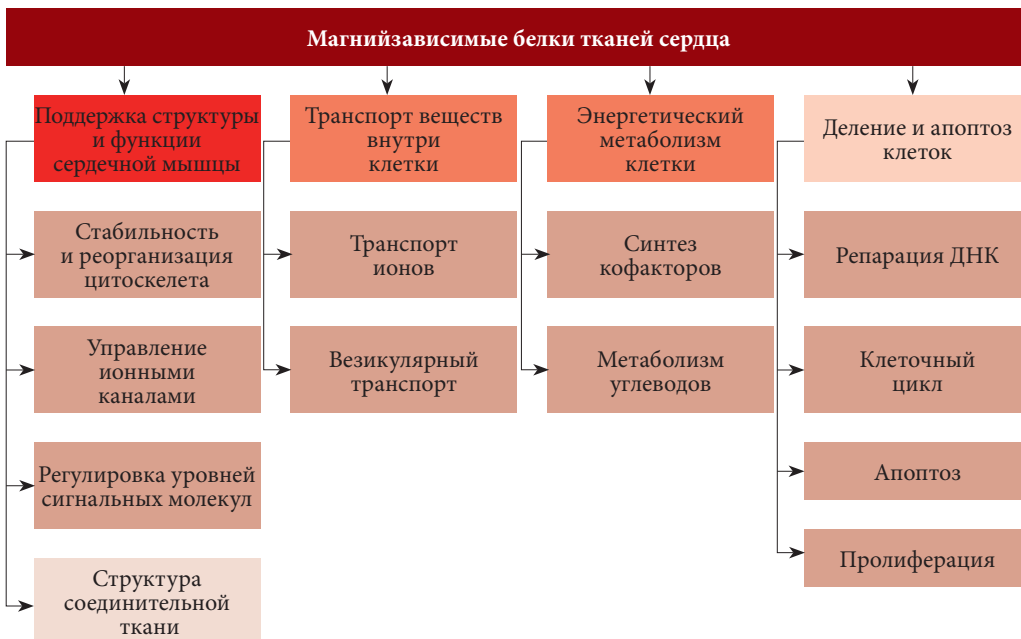 Магнийзависимые белки тканей сердца
Поддержка структуры
и функции
сердечной мышцы
Стабильность
и реорганизация
цитоскелета
Управление
ионными
каналами
Регулировка уровней
сигнальных молекул
Структура
соединительной
ткани
Транспорт веществ
внутри
клетки
Транспорт
ионов
Везикулярный
транспорт
Энергетический
метаболизм
клетки
Синтез
кофакторов
Метаболизм
углеводов
Деление и апоптоз
клеток
Репарация ДНК
Клеточный
цикл
Апоптоз
Пролиферация